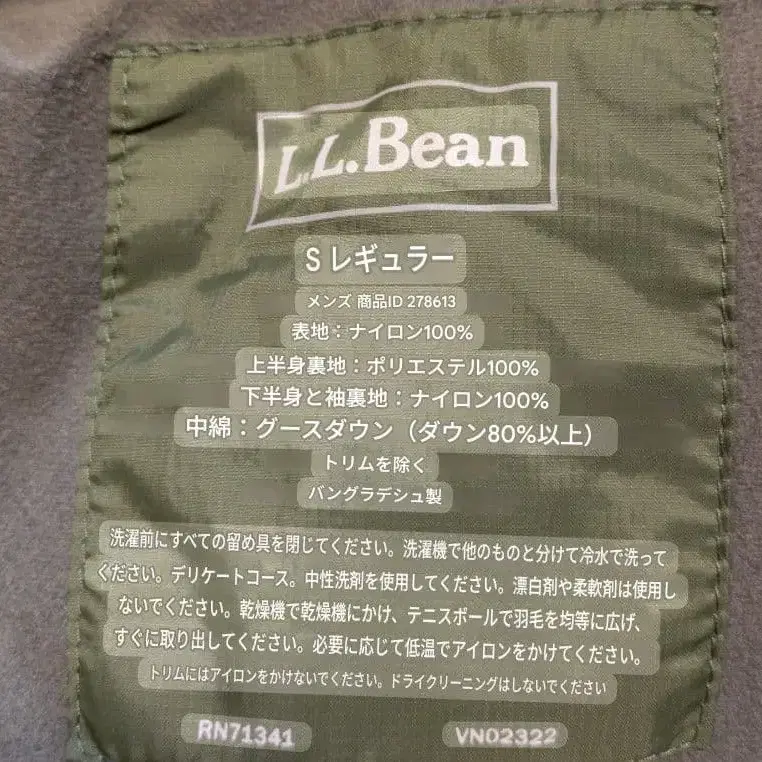 L.L.Bean
S レギュラー
メンズ 商品ID 278613
表地：ナイロン100%
上半身裏地：ポリエステル100%
下半身と袖裏地：ナイロン100%
中綿：グースダウン（ダウン80%以上）
トリムを除く
バングラデシュ製
洗濯前にすべての留め具を閉じてください。洗濯機で他のものと分けて冷水で洗って
ください。デリケートコース。中性洗剤を使用してください。漂白剤や柔軟剤は使用し
ないでください。乾燥機で乾燥機にかけ、テニスボールで羽毛を均等に広げ、
すぐに取り出してください。必要に応じて低温でアイロンをかけてください。
トリムにはアイロンをかけないでください。ドライクリーニングはしないでください
RN71341
VN02322